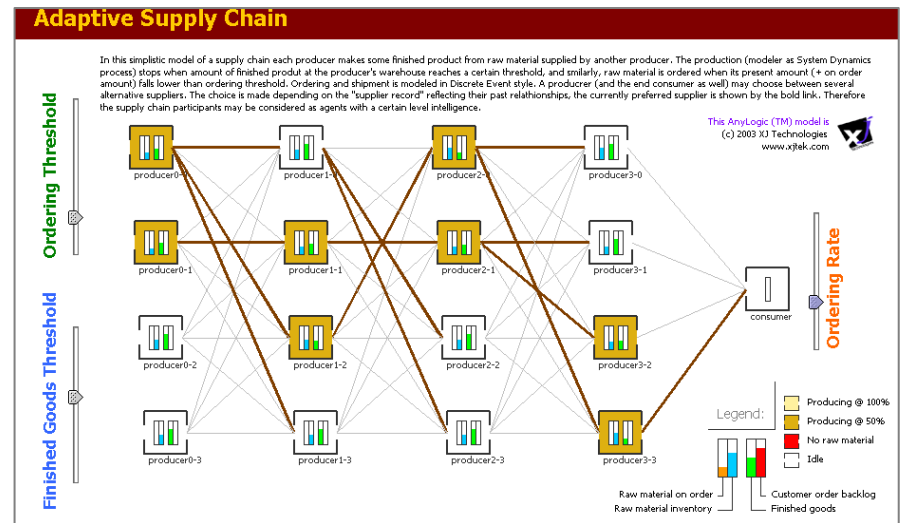 Adaptive Supply Chain
In this simplistic model of a supply chain each producer makes some finished product from raw material supplied by another producer. The production (modeler as System Dynamics
process) stops when amount of finished produt at the producer's warehouse reaches a certain threshold, and smilarly, raw material is ordered when its present amount (+ on order
amount) falls lower than ordering threshold. Ordering and shipment is modeled in Discrete Event style. A producrer (and the end consumer as well) may choose between several
alternative suppliers. The choice is made depending on the "supplier record" reflecting their past relationships, the currently preferred supplier is shown by the bold link. Therefore
the supply chain participants may be considered as agents with a certain level intelligence.
This AnyLogic (TM) model is
(c) 2003 XJ Technologies
www.xjtek.com
XJ
Ordering Threshold
Finished Goods Threshold
Ordering Rate
producer0-
producer1-
producer2-
producer3-0
producer0-1
producer1-1
producer2-1
producer3-1
consumer
producer0-2
producer1-2
producer2-2
producer3-2
producer0-3
producer1-3
producer2-3
producer3-3
Legend:
Producing @ 100%
Producing @ 50%
No raw material
Idle
Raw material on order
Raw material inventory
Customer order backlog
Finished goods